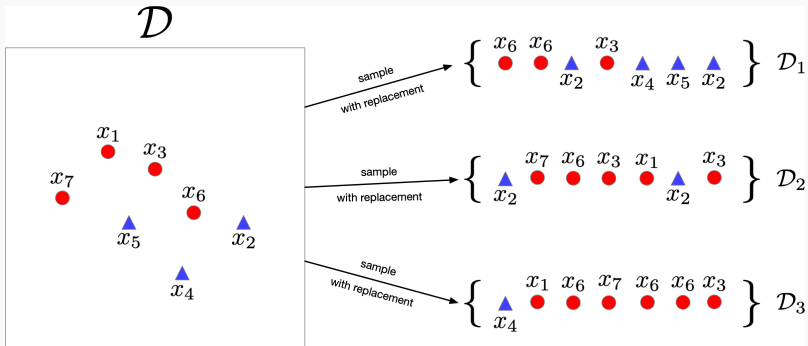 𝒟
x₁
x₃
x₇
x₆
x₅
x₂
x₄
sample
with replacement
{ x₆ x₆ x₂ x₃ x₄ x₅ x₂ } 𝒟₁
sample
with replacement
{ x₂ x₇ x₆ x₃ x₁ x₂ x₃ } 𝒟₂
sample
with replacement
{ x₄ x₁ x₆ x₇ x₆ x₆ x₃ } 𝒟₃